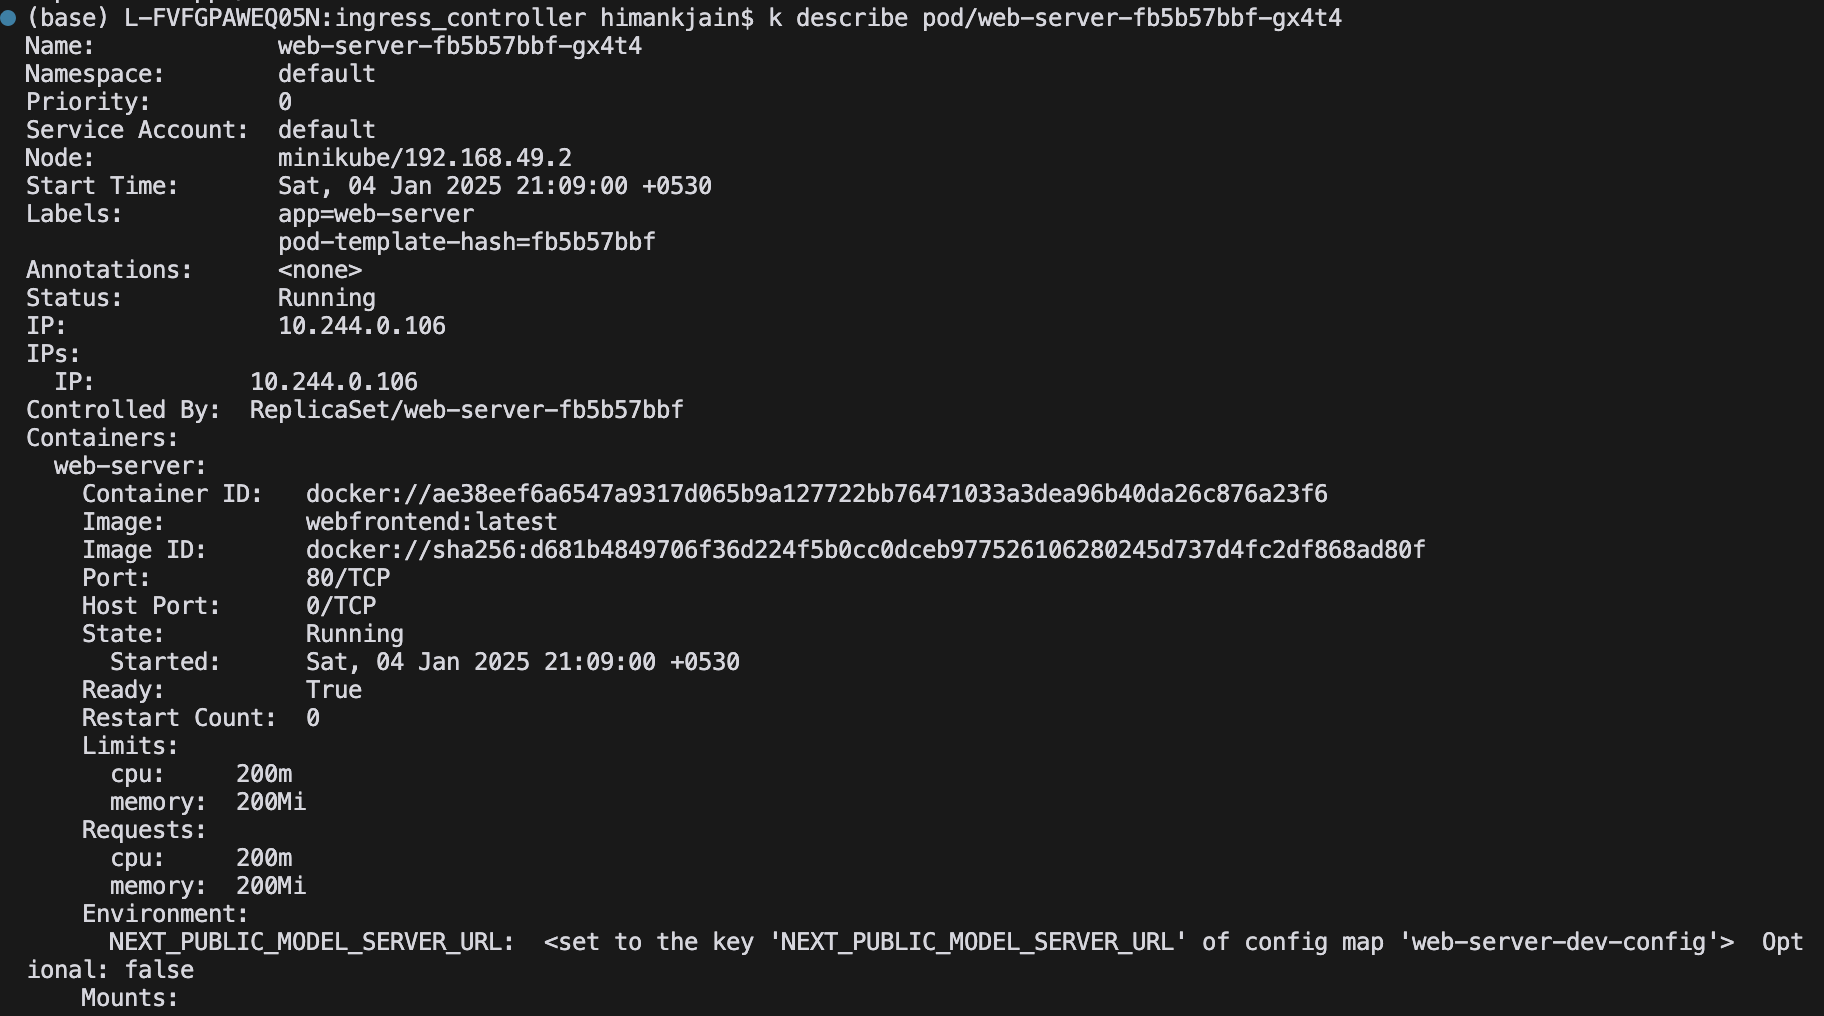 (base) L-FVFGPAWEQ05N:ingress_controller himankjain$ k describe pod/web-server-fb5b57bbf-gx4t4
Name:             web-server-fb5b57bbf-gx4t4
Namespace:        default
Priority:         0
Service Account:  default
Node:             minikube/192.168.49.2
Start Time:       Sat, 04 Jan 2025 21:09:00 +0530
Labels:           app=web-server
                  pod-template-hash=fb5b57bbf
Annotations:      <none>
Status:           Running
IP:               10.244.0.106
IPs:
  IP:           10.244.0.106
Controlled By:  ReplicaSet/web-server-fb5b57bbf
Containers:
  web-server:
    Container ID:   docker://ae38eef6a6547a9317d065b9a127722bb76471033a3dea96b40da26c876a23f6
    Image:          webfrontend:latest
    Image ID:       docker://sha256:d681b4849706f36d224f5b0cc0dceb977526106280245d737d4fc2df868ad80f
    Port:           80/TCP
    Host Port:      0/TCP
    State:          Running
      Started:      Sat, 04 Jan 2025 21:09:00 +0530
    Ready:          True
    Restart Count:  0
    Limits:
      cpu:     200m
      memory:  200Mi
    Requests:
      cpu:     200m
      memory:  200Mi
    Environment:
      NEXT_PUBLIC_MODEL_SERVER_URL:  <set to the key 'NEXT_PUBLIC_MODEL_SERVER_URL' of config map 'web-server-dev-config'>  Opt
ional: false
    Mounts: